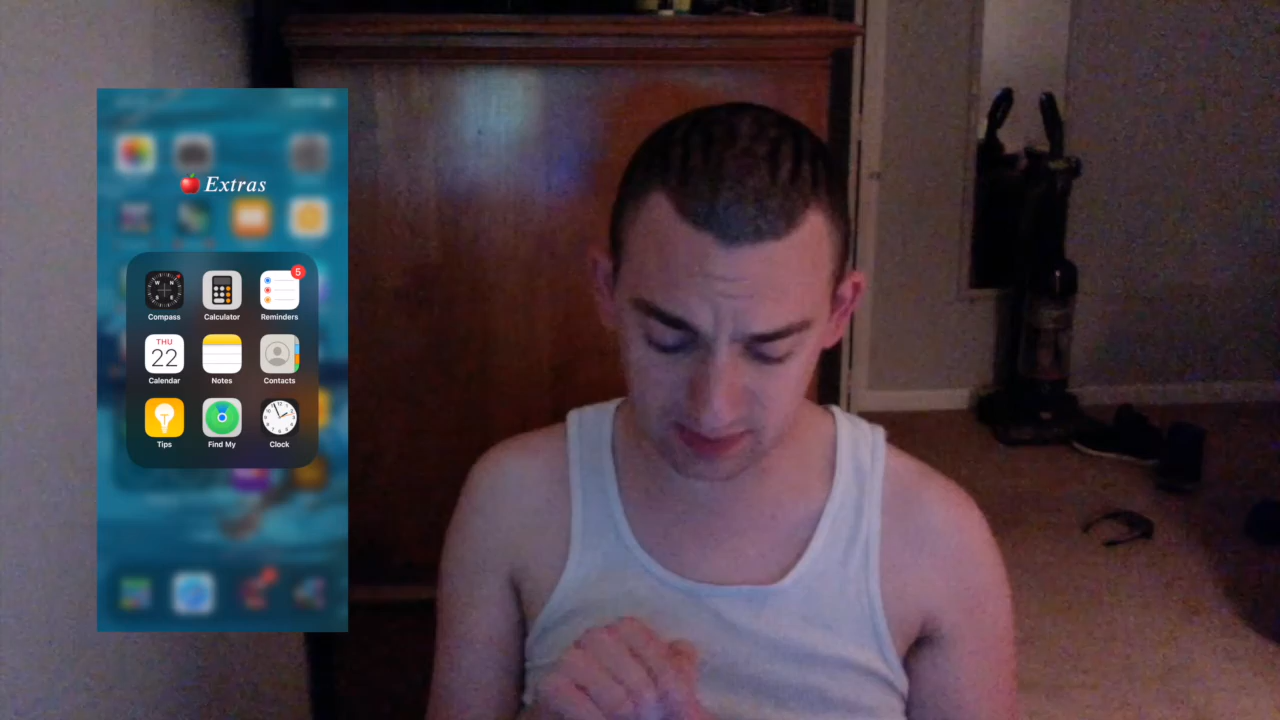 🍎 Extras
5
Compass Calculator Reminders
THU
22
Calendar Notes Contacts
Tips Find My Clock